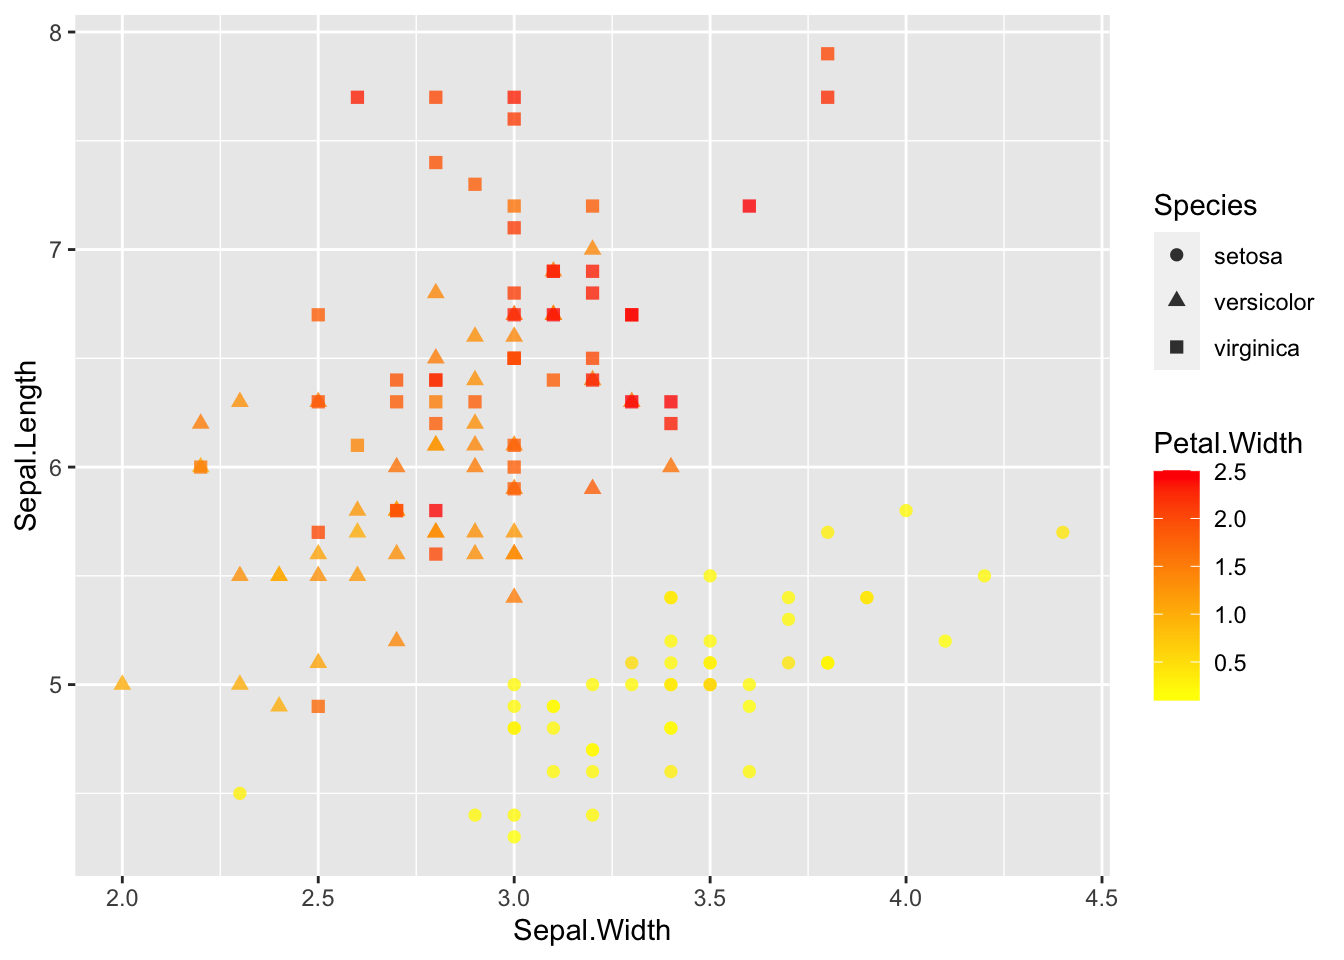 8
7
6
5
Sepal.Length
2.0 2.5 3.0 3.5 4.0 4.5
Sepal.Width
Species
setosa
versicolor
virginica
Petal.Width
2.5
2.0
1.5
1.0
0.5